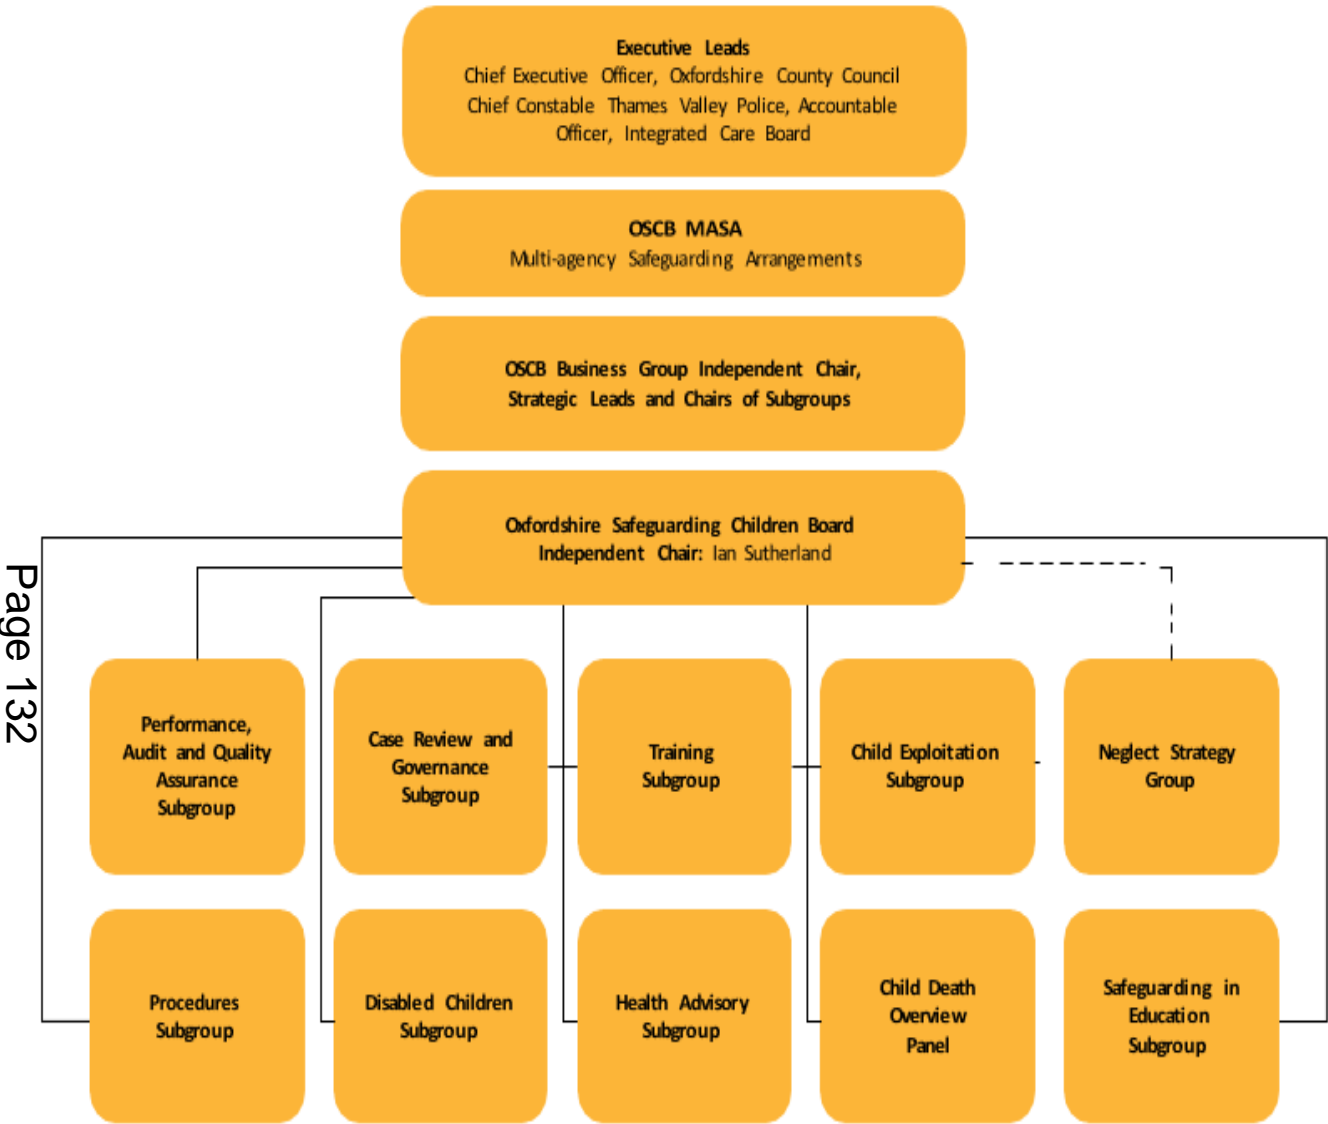 Executive Leads
Chief Executive Officer, Oxfordshire County Council
Chief Constable Thames Valley Police, Accountable
Officer, Integrated Care Board
OSCB MASA
Multi-agency Safeguarding Arrangements
OSCB Business Group Independent Chair,
Strategic Leads and Chairs of Subgroups
Oxfordshire Safeguarding Children Board
Independent Chair: Ian Sutherland
Page 132
Performance,
Audit and Quality
Assurance
Subgroup
Case Review and
Governance
Subgroup
Training
Subgroup
Child Exploitation
Subgroup
Neglect Strategy
Group
Procedures
Subgroup
Disabled Children
Subgroup
Health Advisory
Subgroup
Child Death
Overview
Panel
Safeguarding in
Education
Subgroup